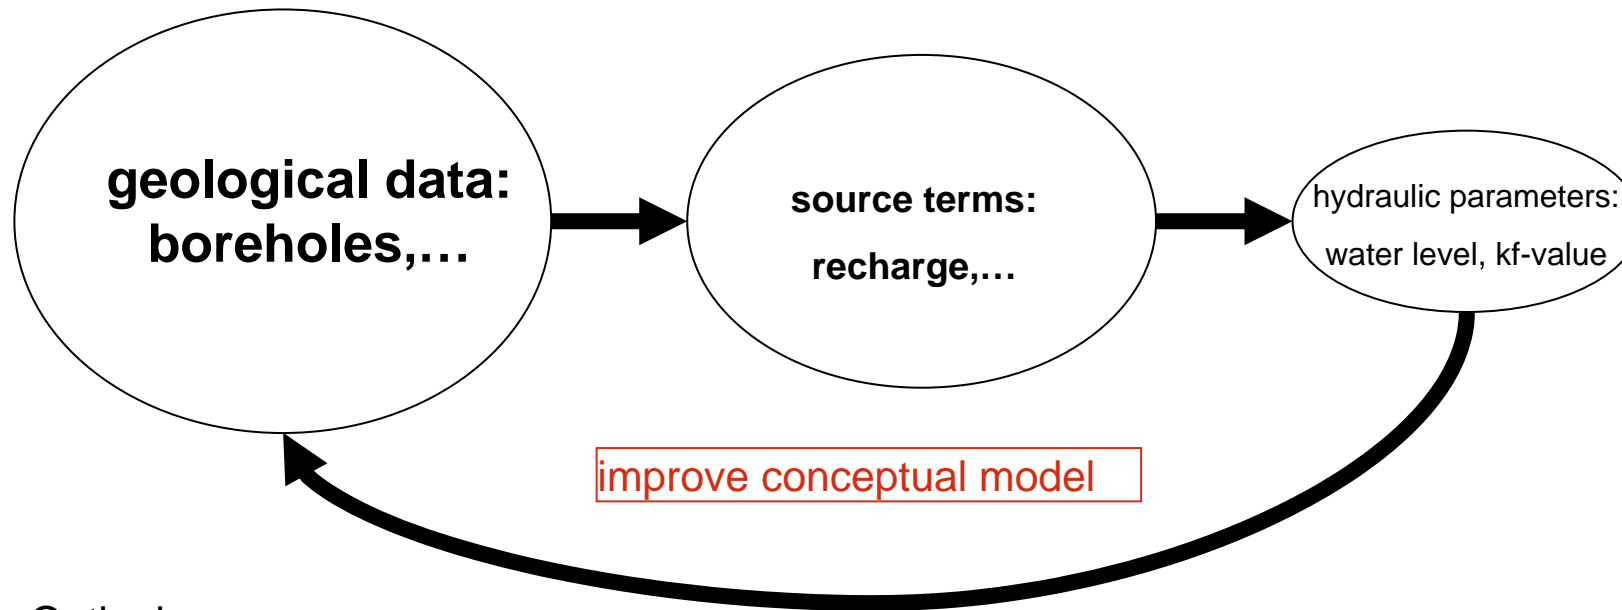 geological data:
boreholes,…
source terms:
recharge,…
hydraulic parameters:
water level, kf-value
improve conceptual model